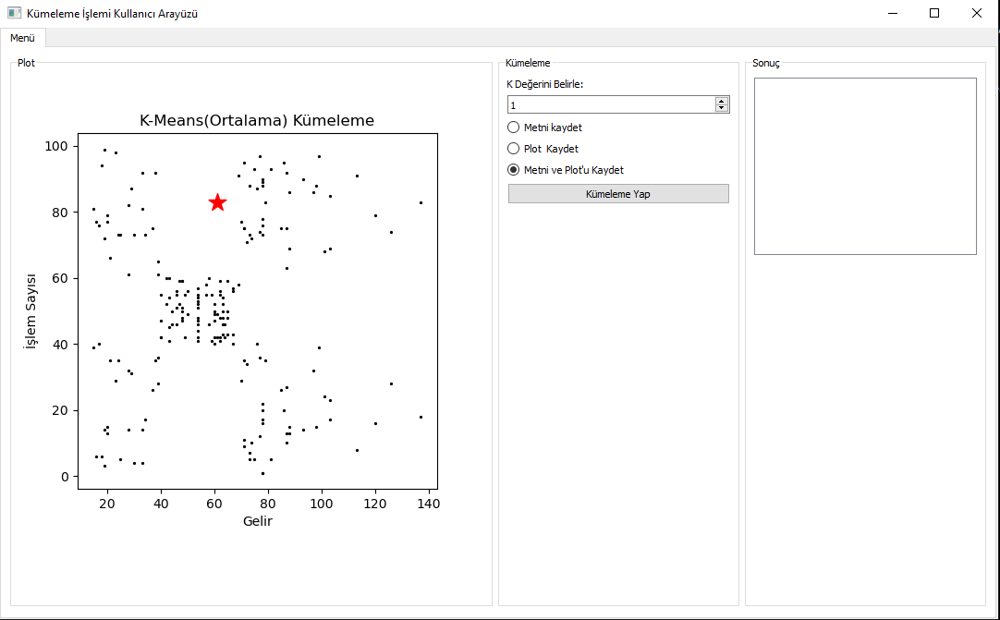 Kümeleme İşlemi Kullanıcı Arayüzü
Menü
Plot
K-Means(Ortalama) Kümeleme
100
80
60
40
20
0
İşlem Sayısı
20 40 60 80 100 120 140
Gelir
Kümeleme
K Değerini Belirle:
1
Metni kaydet
Plot Kaydet
Metni ve Plot'u Kaydet
Kümeleme Yap
Sonuç